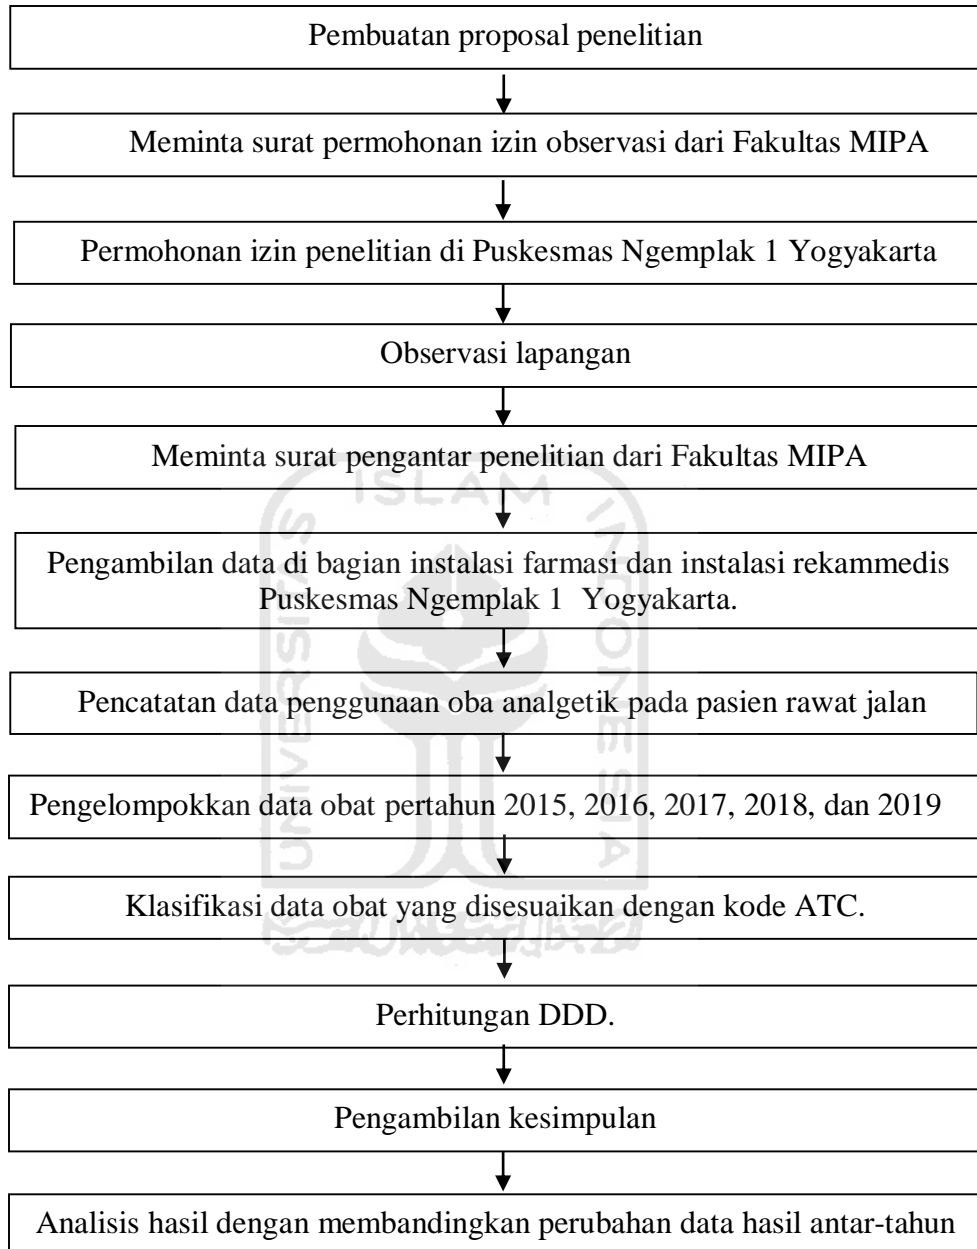 Pembuatan proposal penelitian
Meminta surat permohonan izin observasi dari Fakultas MIPA
Permohonan izin penelitian di Puskesmas Ngemplak 1 Yogyakarta
Observasi lapangan
Meminta surat pengantar penelitian dari Fakultas MIPA
Pengambilan data di bagian instalasi farmasi dan instalasi rekammedis
Puskesmas Ngemplak 1 Yogyakarta.
Pencatatan data penggunaan oba analgetik pada pasien rawat jalan
Pengelompokkan data obat pertahun 2015, 2016, 2017, 2018, dan 2019
Klasifikasi data obat yang disesuaikan dengan kode ATC.
Perhitungan DDD.
Pengambilan kesimpulan
Analisis hasil dengan membandingkan perubahan data hasil antar-tahun
UNIVERSITAS
ISLAM
INDONESIA